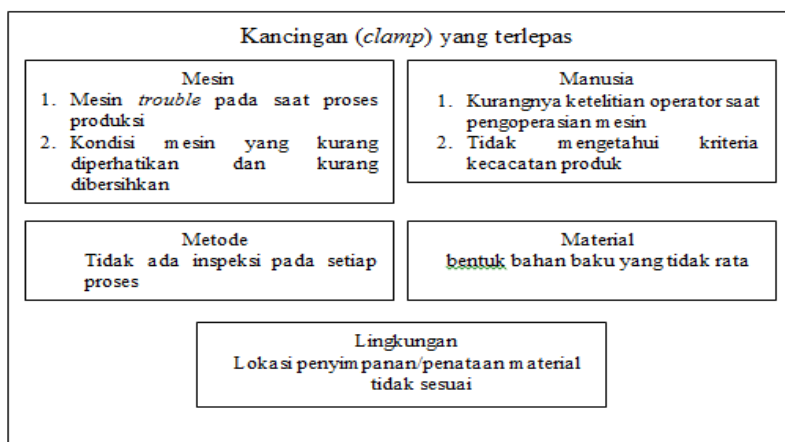 Kancingan (clamp) yang terlepas
Mesin
1. Mesin trouble pada saat proses
produksi
2. Kondisi mesin yang kurang
diperhatikan dan kurang
dibersihkan
Manusia
1. Kurangnya ketelitian operator saat
pengoperasian mesin
2. Tidak mengetahui kriteria
kecacatan produk
Metode
Tidak ada inspeksi pada setiap
proses
Material
bentuk bahan baku yang tidak rata
Lingkungan
Lokasi penyimpanan/penataan material
tidak sesuai